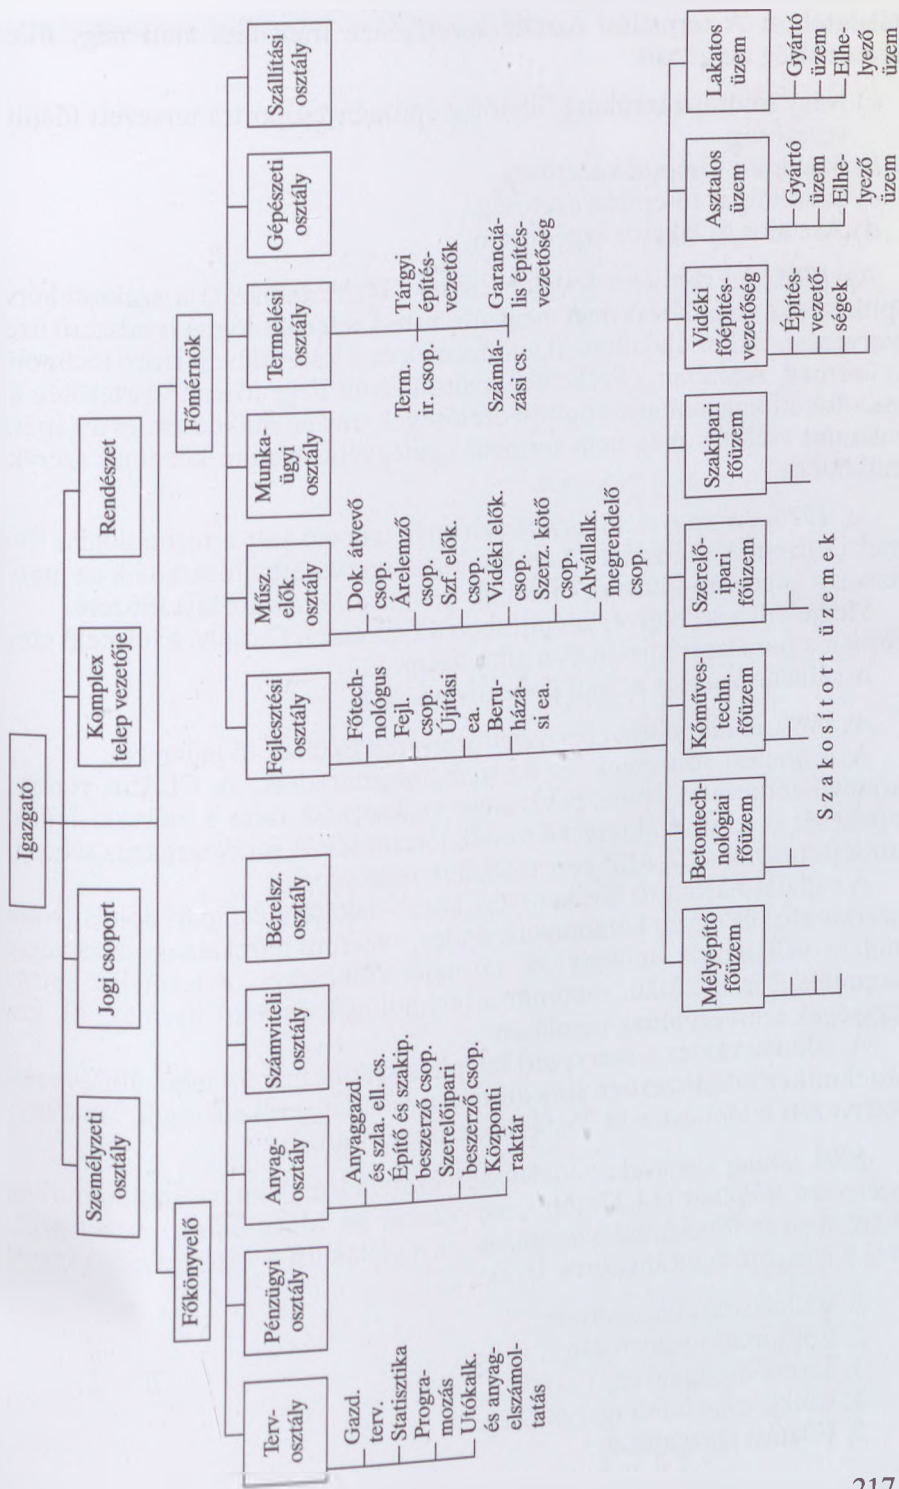 Igazgató
Személyzeti
osztály
Jogi csoport
Komplex
telep vezetője
Rendészet
Főkönyvelő
Főmérnök
Terv-
osztály
Pénzügyi
osztály
Anyag-
osztály
Számviteli
osztály
Bérelsz.
osztály
Fejlesztési
osztály
Műsz.
elők.
osztály
Munka-
ügyi
osztály
Termelési
osztály
Gépészeti
osztály
Szállítási
osztály
Gazd.
terv.
Statisztika
Progra-
mozás
Utókalk.
és anyag-
elszámol-
tatás
Anyaggazd.
és szla. ell cs.
Építő és szakip.
beszerző csop.
Szerelőipari
beszerző csop.
Központi
raktár
Főtech-
nológus
Fejl.
csop.
Újítási
ea.
Beru-
házá-
si ea.
Dok. átvevő
csop.
Árelemző
csop.
Szf. elők.
csop.
Vidéki elők.
csop.
Szerz. kötő
csop.
Alvállalk.
megrendelő
csop.
Term.
ir. csop.
Tárgyi
építés-
vezetők
Számlá-
zási cs.
Garanciá-
lis építés-
vezetőség
Mélyépítő
főüzem
Betontech
nológiai
főüzem
Kőműves-
techn.
főüzem
Szerelő-
ipari
főüzem
Szakipari
főüzem
Vidéki
főépítés-
vezetőség
Asztalos
üzem
Lakatos
üzem
Szakosított üzemek
Építés-
vezető-
ségek
Gyártó
üzem
Elhe-
lyező
üzem
Gyártó
üzem
Elhe-
lyező
üzem
217